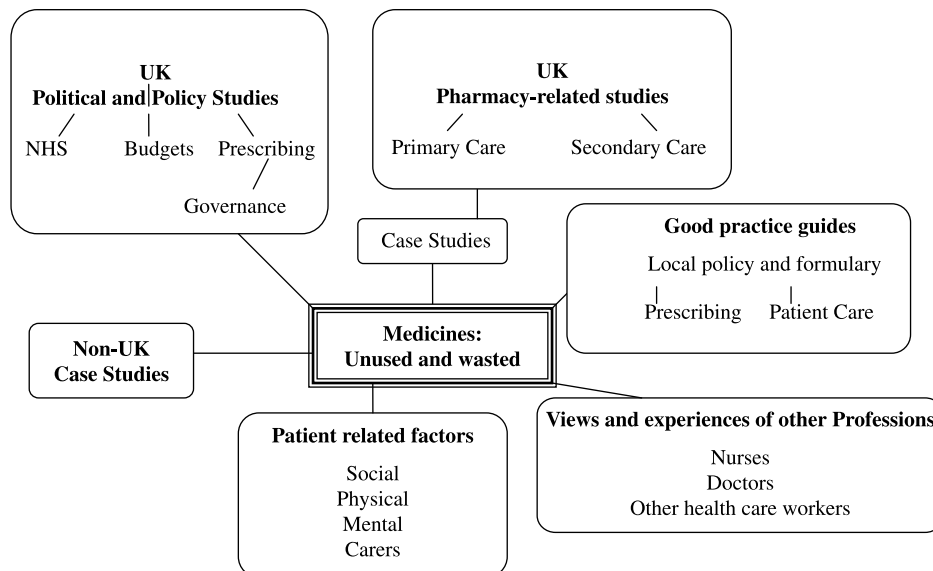 UK
Political and Policy Studies
NHS
Budgets
Prescribing
Governance
UK
Pharmacy-related studies
Primary Care
Secondary Care
Case Studies
Good practice guides
Local policy and formulary
Prescribing
Patient Care
Medicines:
Unused and wasted
Non-UK
Case Studies
Patient related factors
Social
Physical
Mental
Carers
Views and experiences of other Professions
Nurses
Doctors
Other health care workers